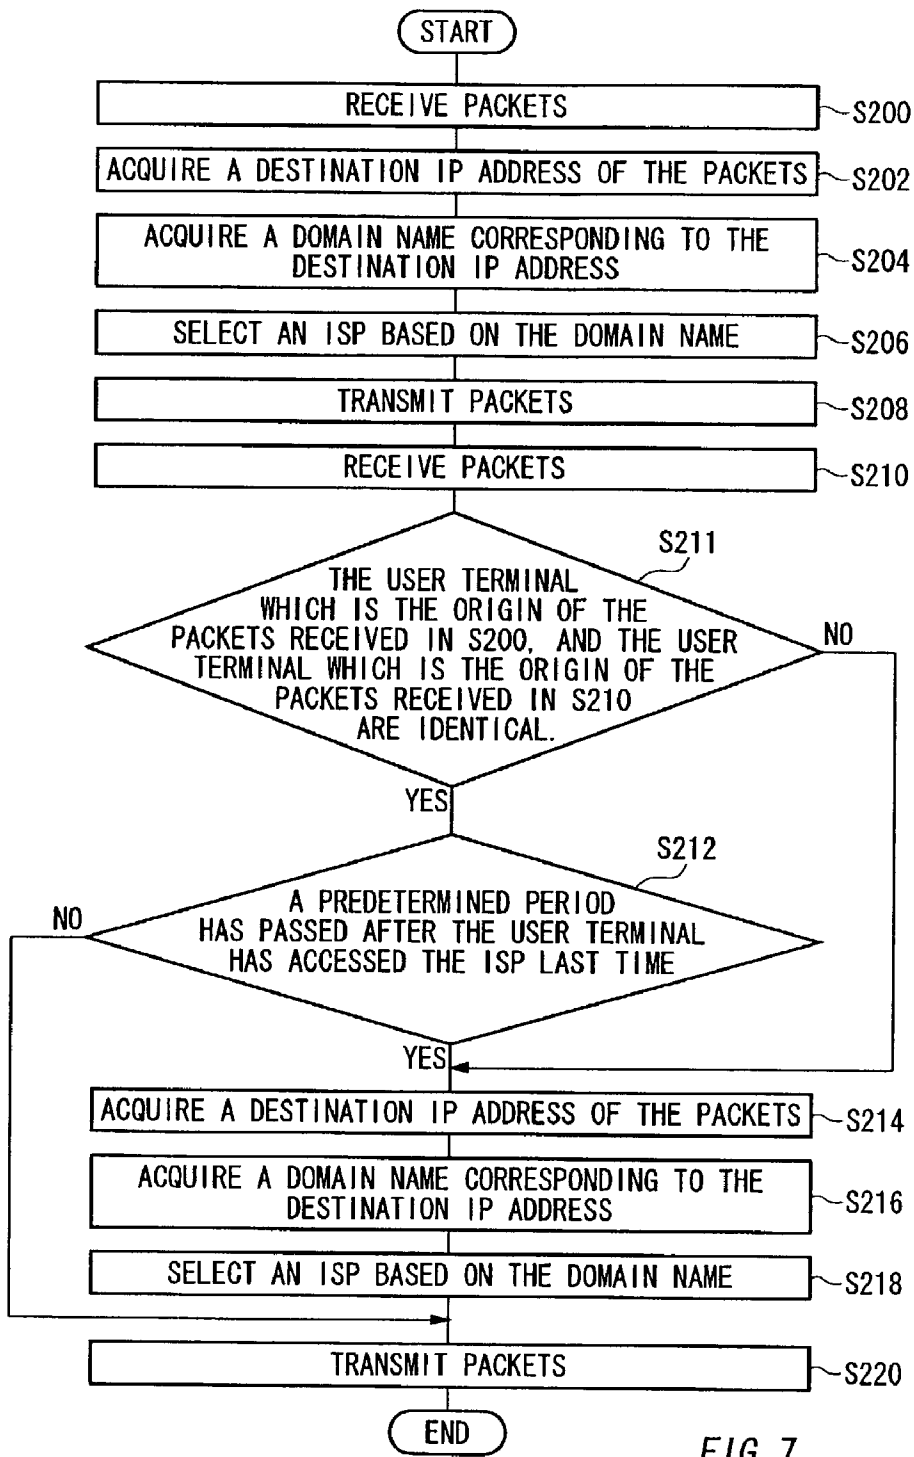 START
RECEIVE PACKETS
S200
ACQUIRE A DESTINATION IP ADDRESS OF THE PACKETS
S202
ACQUIRE A DOMAIN NAME CORRESPONDING TO THE
DESTINATION IP ADDRESS
S204
SELECT AN ISP BASED ON THE DOMAIN NAME
S206
TRANSMIT PACKETS
S208
RECEIVE PACKETS
S210
S211
THE USER TERMINAL
WHICH IS THE ORIGIN OF THE
PACKETS RECEIVED IN S200, AND THE USER
TERMINAL WHICH IS THE ORIGIN OF THE
PACKETS RECEIVED IN S210
ARE IDENTICAL.
NO
YES
S212
A PREDETERMINED PERIOD
HAS PASSED AFTER THE USER TERMINAL
HAS ACCESSED THE ISP LAST TIME
NO
YES
ACQUIRE A DESTINATION IP ADDRESS OF THE PACKETS
S214
ACQUIRE A DOMAIN NAME CORRESPONDING TO THE
DESTINATION IP ADDRESS
S216
SELECT AN ISP BASED ON THE DOMAIN NAME
S218
TRANSMIT PACKETS
S220
END
FIG. 7